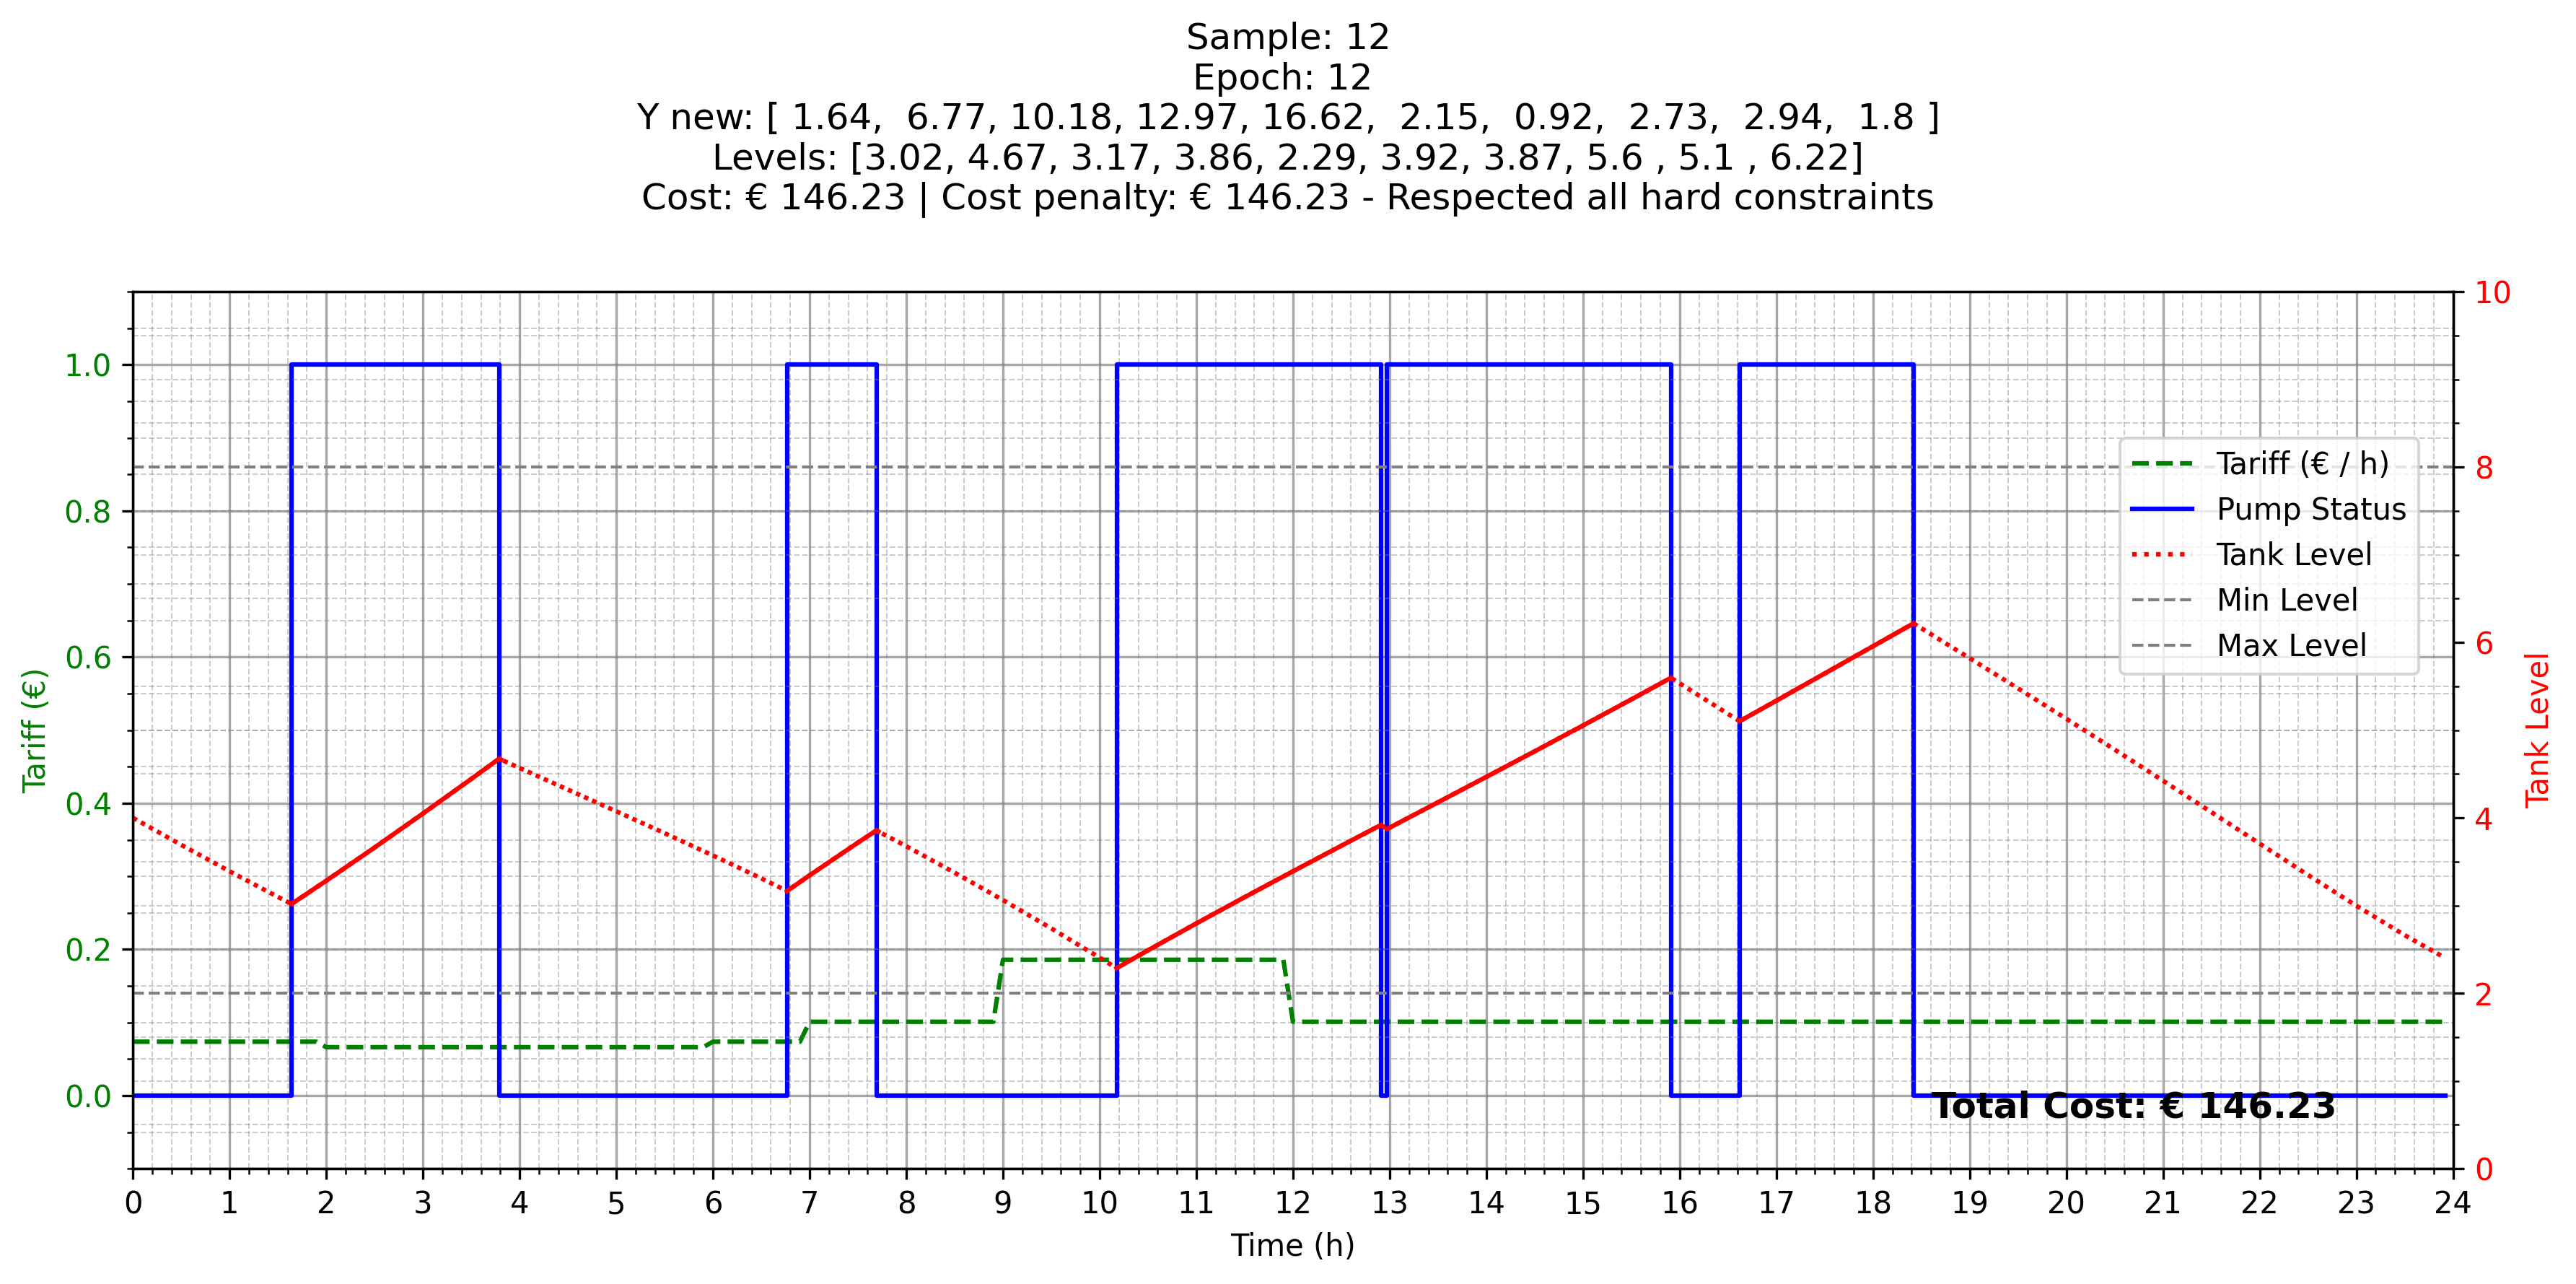 Sample: 12
Epoch: 12
Y new: [ 1.64,  6.77, 10.18, 12.97, 16.62,  2.15,  0.92,  2.73,  2.94,  1.8 ]
Levels: [3.02, 4.67, 3.17, 3.86, 2.29, 3.92, 3.87, 5.6 , 5.1 , 6.22]
Cost: € 146.23 | Cost penalty: € 146.23 - Respected all hard constraints
1.0
0.8
0.6
0.4
0.2
0.0
Tariff (€)
10
8
6
4
2
0
Tank Level
Tariff (€ / h)
Pump Status
Tank Level
Min Level
Max Level
Total Cost: € 146.23
0 1 2 3 4 5 6 7 8 9 10 11 12 13 14 15 16 17 18 19 20 21 22 23 24
Time (h)